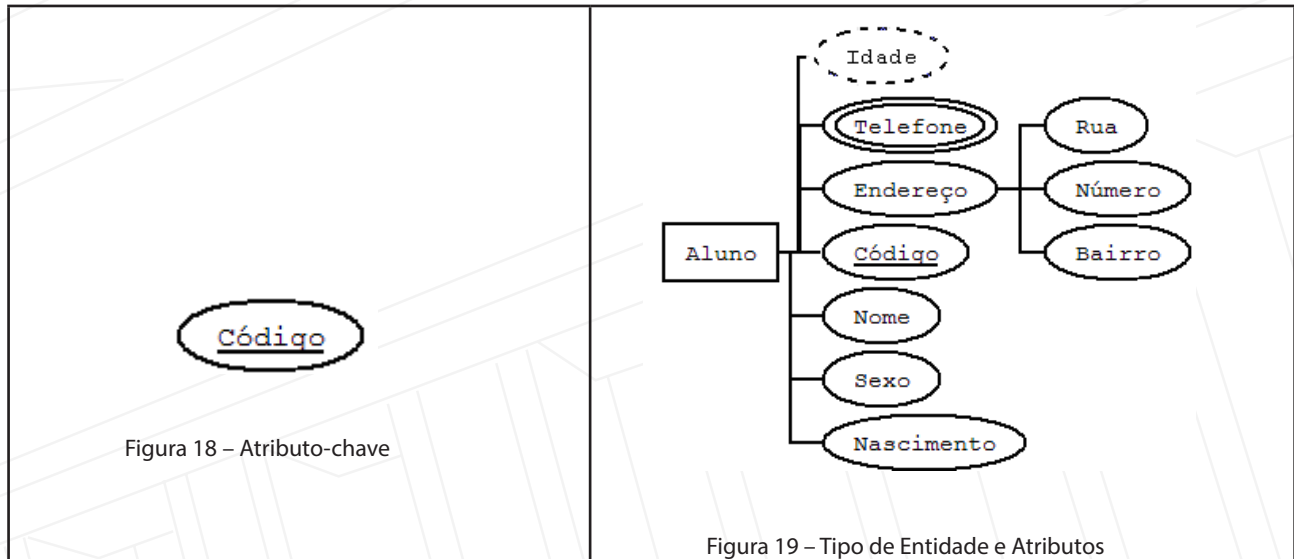 Código
Figura 18 – Atributo-chave
Idade
Telefone
Rua
Endereço
Número
Aluno
Código
Bairro
Nome
Sexo
Nascimento
Figura 19 – Tipo de Entidade e Atributos